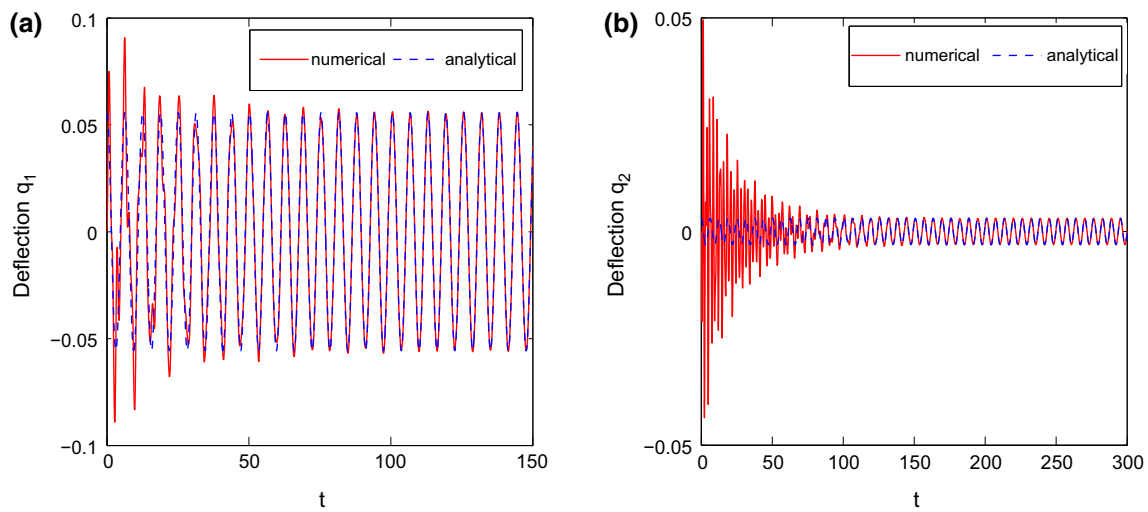 (a)
0.1
0.05
0
−0.05
−0.1
Deflection q1
numerical
analytical
0
50
100
150
t
(b)
0.05
0
−0.05
Deflection q2
numerical
analytical
0
50
100
150
200
250
300
t